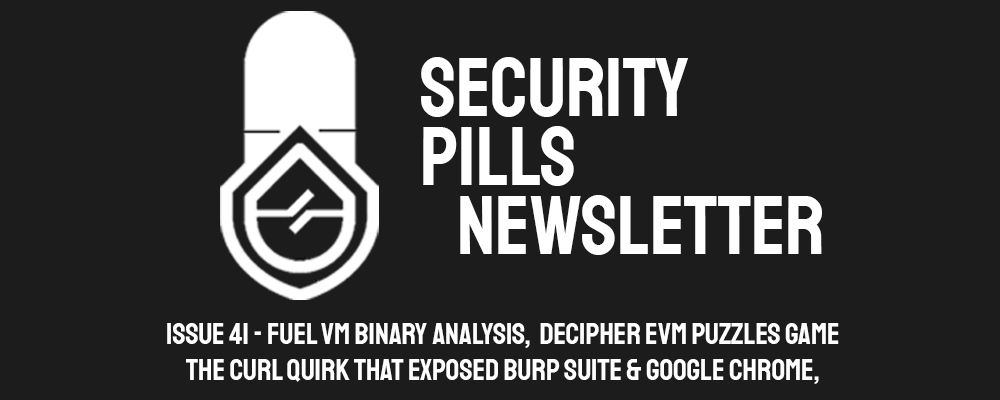 SECURITY
PILLS
NEWSLETTER
ISSUE 41 - FUEL VM BINARY ANALYSIS, DECIPHER EVM PUZZLES GAME
THE CURL QUIRK THAT EXPOSED BURP SUITE & GOOGLE CHROME,